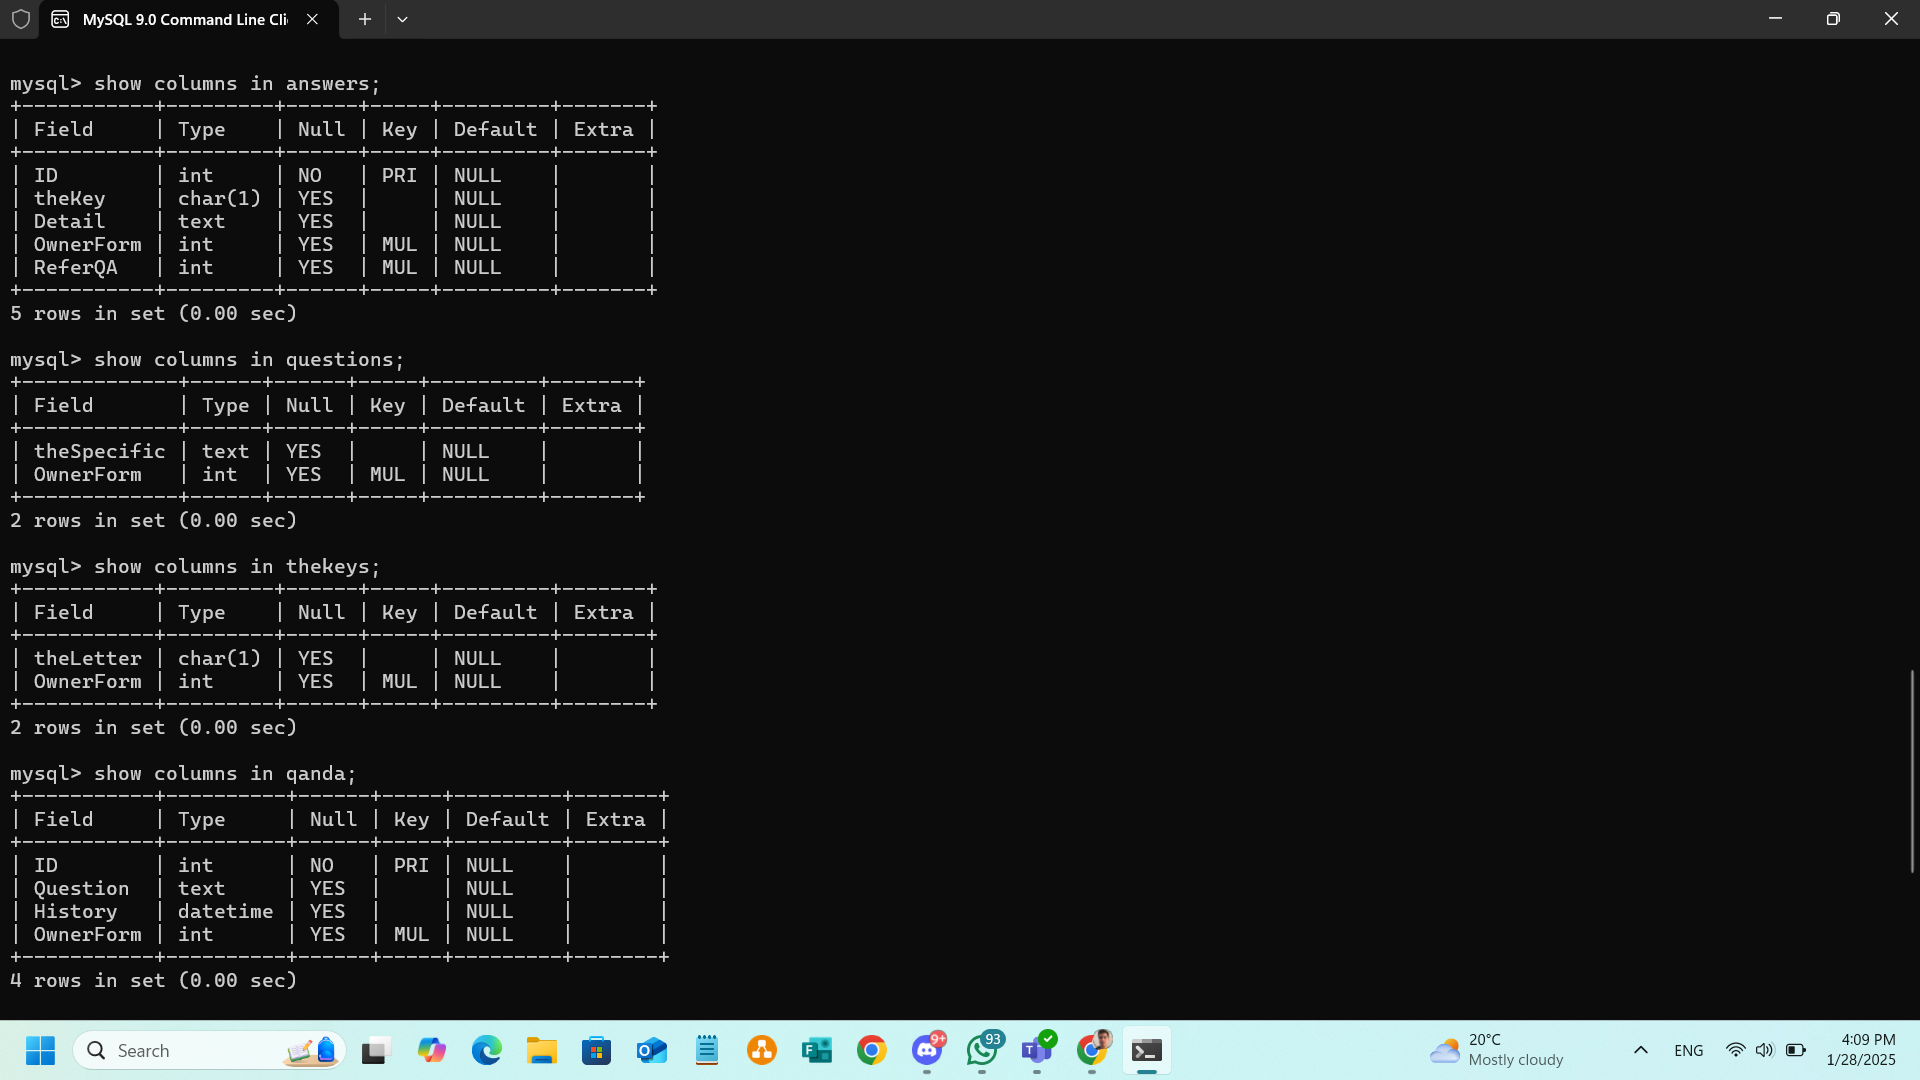 MySQL 9.0 Command Line Cli
mysql> show columns in answers;
+-----------+---------+------+-----+---------+-------+
| Field     | Type    | Null | Key | Default | Extra |
+-----------+---------+------+-----+---------+-------+
| ID        | int     | NO   | PRI | NULL    |       |
| theKey    | char(1) | YES  |     | NULL    |       |
| Detail    | text    | YES  |     | NULL    |       |
| OwnerForm | int     | YES  | MUL | NULL    |       |
| ReferQA   | int     | YES  | MUL | NULL    |       |
+-----------+---------+------+-----+---------+-------+
5 rows in set (0.00 sec)
mysql> show columns in questions;
+-------------+------+------+-----+---------+-------+
| Field       | Type | Null | Key | Default | Extra |
+-------------+------+------+-----+---------+-------+
| theSpecific | text | YES  |     | NULL    |       |
| OwnerForm   | int  | YES  | MUL | NULL    |       |
+-------------+------+------+-----+---------+-------+
2 rows in set (0.00 sec)
mysql> show columns in thekeys;
+-----------+---------+------+-----+---------+-------+
| Field     | Type    | Null | Key | Default | Extra |
+-----------+---------+------+-----+---------+-------+
| theLetter | char(1) | YES  |     | NULL    |       |
| OwnerForm | int     | YES  | MUL | NULL    |       |
+-----------+---------+------+-----+---------+-------+
2 rows in set (0.00 sec)
mysql> show columns in qanda;
+-----------+----------+------+-----+---------+-------+
| Field     | Type     | Null | Key | Default | Extra |
+-----------+----------+------+-----+---------+-------+
| ID        | int      | NO   | PRI | NULL    |       |
| Question  | text     | YES  |     | NULL    |       |
| History   | datetime | YES  |     | NULL    |       |
| OwnerForm | int      | YES  | MUL | NULL    |       |
+-----------+----------+------+-----+---------+-------+
4 rows in set (0.00 sec)
Search
9+
93
20°C
Mostly cloudy
ENG
4:09 PM
1/28/2025